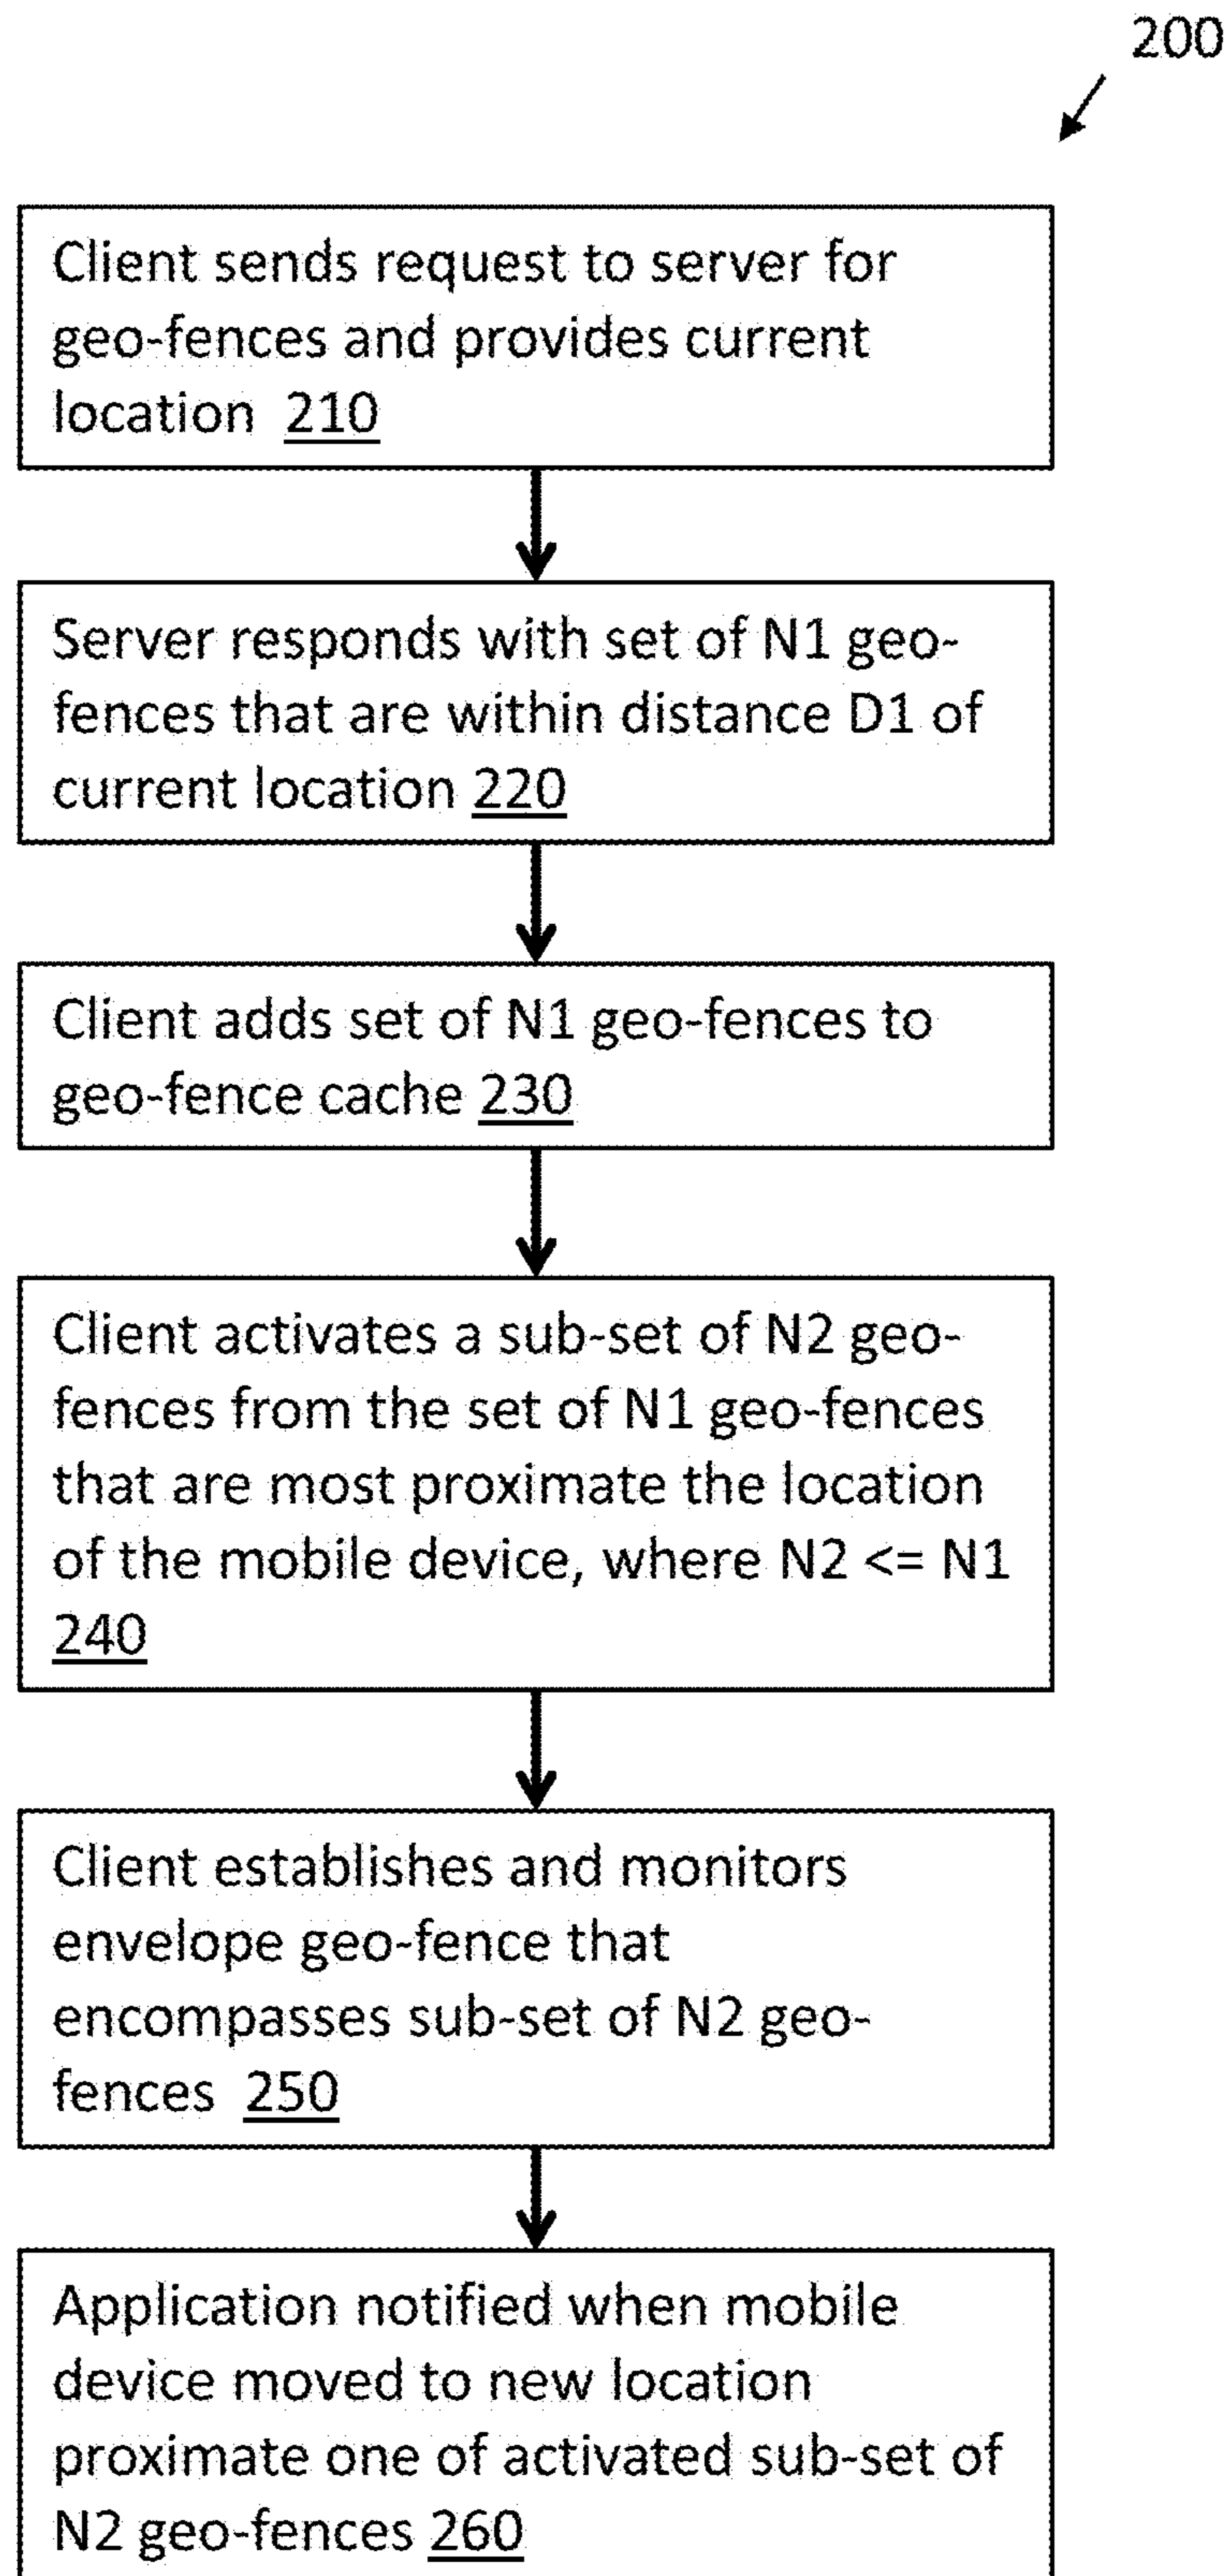 200
Client sends request to server for
geo-fences and provides current
location 210
Server responds with set of N1 geo-
fences that are within distance D1 of
current location 220
Client adds set of N1 geo-fences to
geo-fence cache 230
Client activates a sub-set of N2 geo-
fences from the set of N1 geo-fences
that are most proximate the location
of the mobile device, where N2 <= N1
240
Client establishes and monitors
envelope geo-fence that
encompasses sub-set of N2 geo-
fences 250
Application notified when mobile
device moved to new location
proximate one of activated sub-set of
N2 geo-fences 260